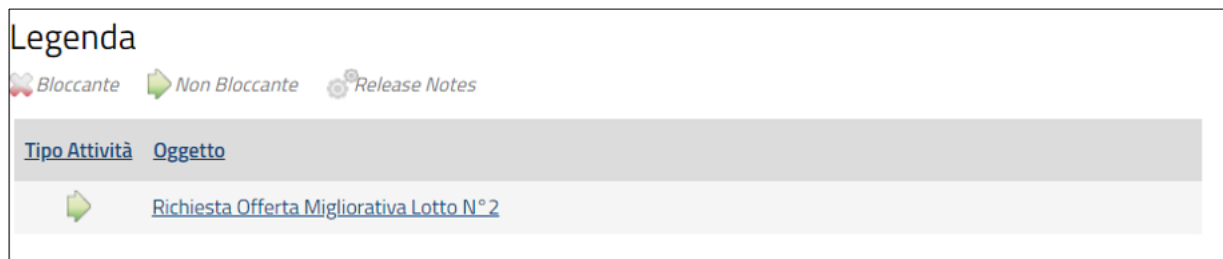 Legenda
Bloccante Non Bloccante Release Notes
Tipo Attività Oggetto
Richiesta Offerta Migliorativa Lotto N°2